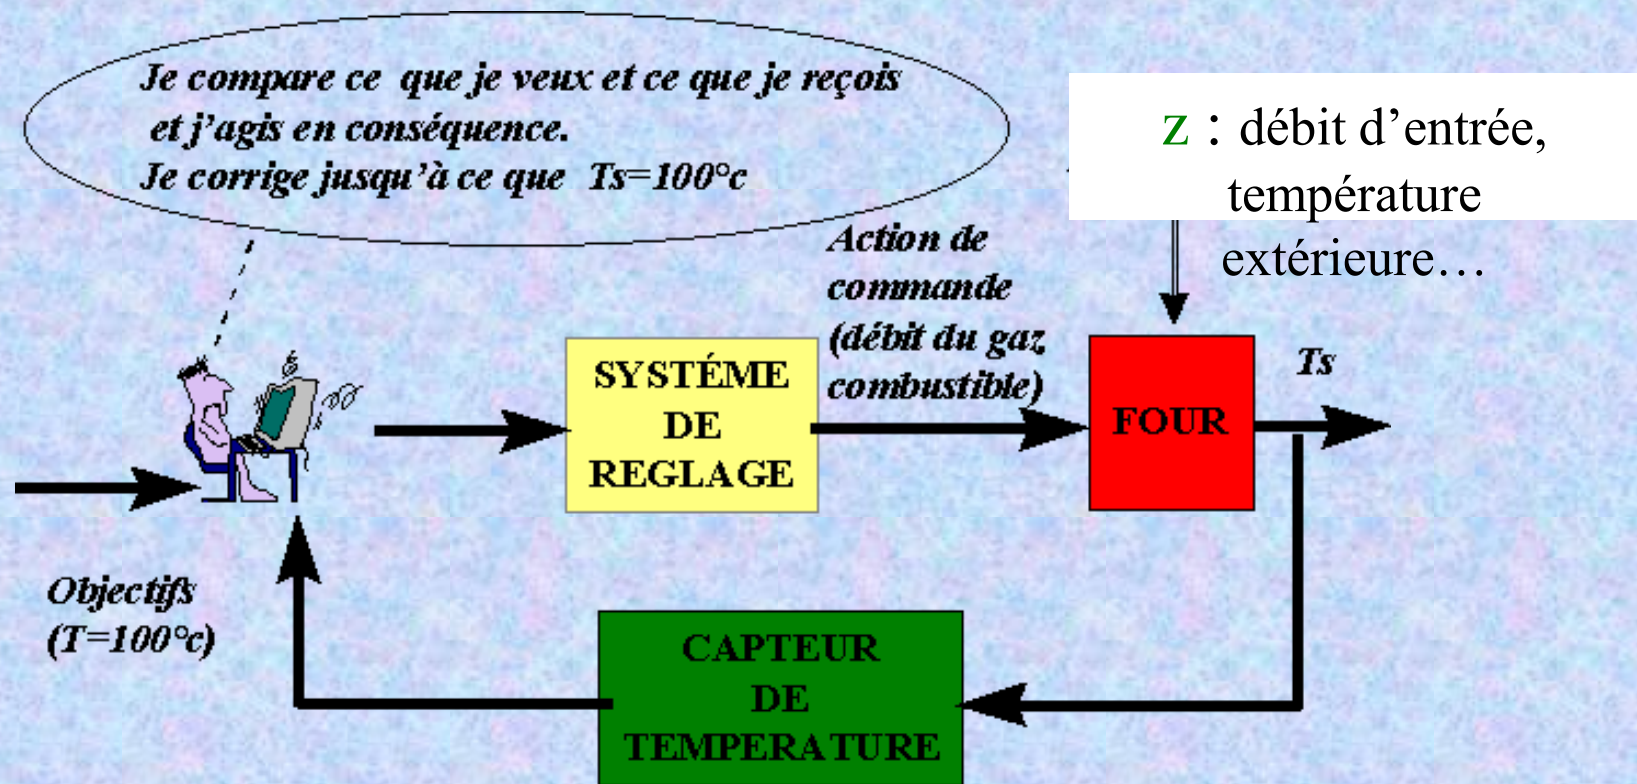 Je compare ce que je veux et ce que je reçois
et j’agis en conséquence.
Je corrige jusqu’à ce que Ts=100°c
z : débit d’entrée,
température
extérieure…
Action de
commande
(débit du gaz
combustible)
SYSTÉME
DE
REGLAGE
FOUR
Ts
Objectifs
(T=100°c)
CAPTEUR
DE
TEMPERATURE